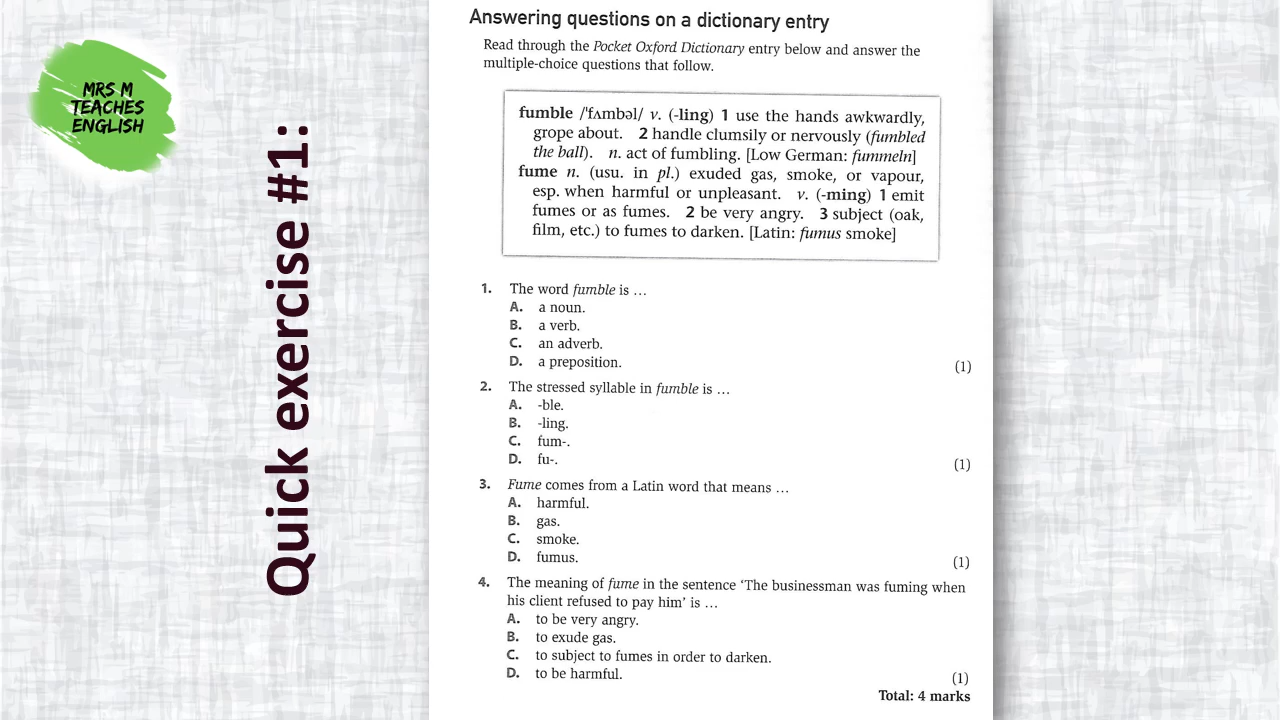 MRS M
TEACHES
ENGLISH
Quick exercise #1:
Answering questions on a dictionary entry
Read through the Pocket Oxford Dictionary entry below and answer the
multiple-choice questions that follow.
fumble /ˈfʌmbəl/ v. (-ling) 1 use the hands awkwardly,
grope about. 2 handle clumsily or nervously (fumbled
the ball). n. act of fumbling. [Low German: fummeln]
fume n. (usu. in pl.) exuded gas, smoke, or vapour,
esp. when harmful or unpleasant. v. (-ming) 1 emit
fumes or as fumes. 2 be very angry. 3 subject (oak,
film, etc.) to fumes to darken. [Latin: fumus smoke]
1. The word fumble is …
A. a noun.
B. a verb.
C. an adverb.
D. a preposition. (1)
2. The stressed syllable in fumble is …
A. -ble.
B. -ling.
C. fum-.
D. fu-. (1)
3. Fume comes from a Latin word that means …
A. harmful.
B. gas.
C. smoke.
D. fumus. (1)
4. The meaning of fume in the sentence ‘The businessman was fuming when
his client refused to pay him’ is …
A. to be very angry.
B. to exude gas.
C. to subject to fumes in order to darken.
D. to be harmful. (1)
Total: 4 marks